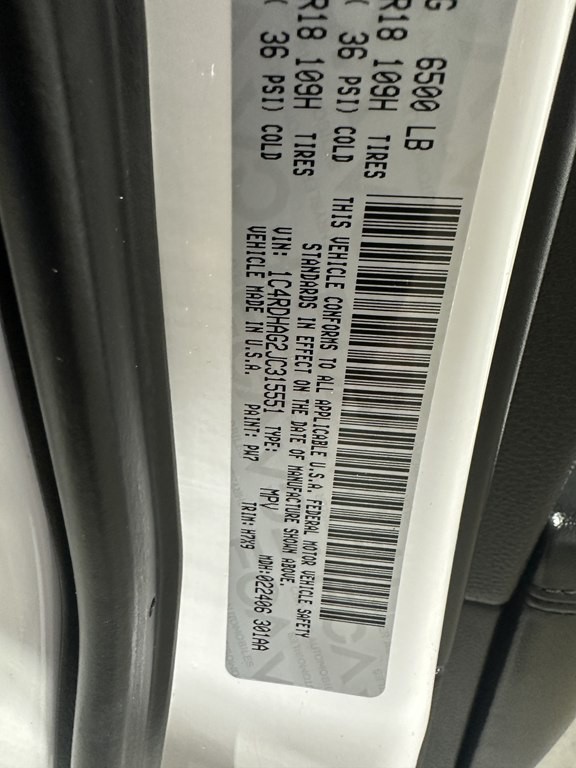 G 6500 LB
R18 109H TIRES
( 36 PSI) COLD
R18 109H TIRES
( 36 PSI) COLD
THIS VEHICLE CONFORMS TO ALL APPLICABLE U.S.A. FEDERAL MOTOR VEHICLE SAFETY
STANDARDS IN EFFECT ON THE DATE OF MANUFACTURE SHOWN ABOVE.
VIN: 1C4RDHAG2JC315551 TYPE: MPV MDH:022406 301AA
VEHICLE MADE IN U.S.A. PAINT: PW7 TRIM: H7X9